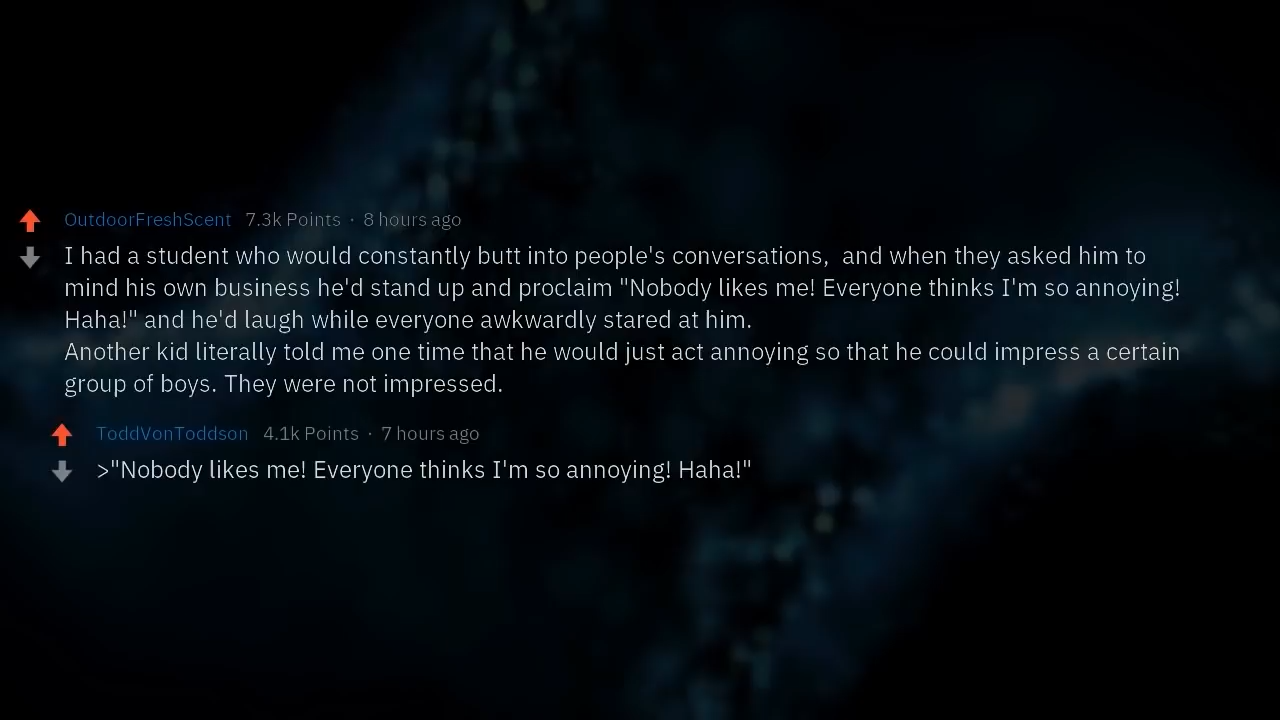 OutdoorFreshScent 7.3k Points · 8 hours ago
I had a student who would constantly butt into people's conversations,  and when they asked him to
mind his own business he'd stand up and proclaim "Nobody likes me! Everyone thinks I'm so annoying!
Haha!" and he'd laugh while everyone awkwardly stared at him.
Another kid literally told me one time that he would just act annoying so that he could impress a certain
group of boys. They were not impressed.
ToddVonToddson 4.1k Points · 7 hours ago
>"Nobody likes me! Everyone thinks I'm so annoying! Haha!"